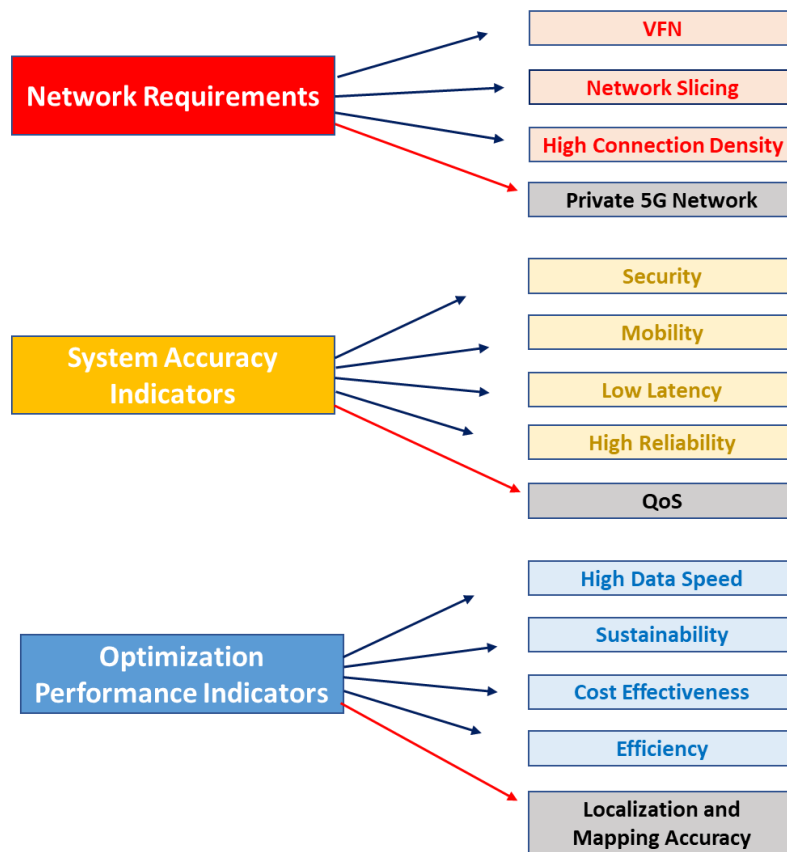 Network Requirements
VFN
Network Slicing
High Connection Density
Private 5G Network
System Accuracy
Indicators
Security
Mobility
Low Latency
High Reliability
QoS
Optimization
Performance Indicators
High Data Speed
Sustainability
Cost Effectiveness
Efficiency
Localization and
Mapping Accuracy